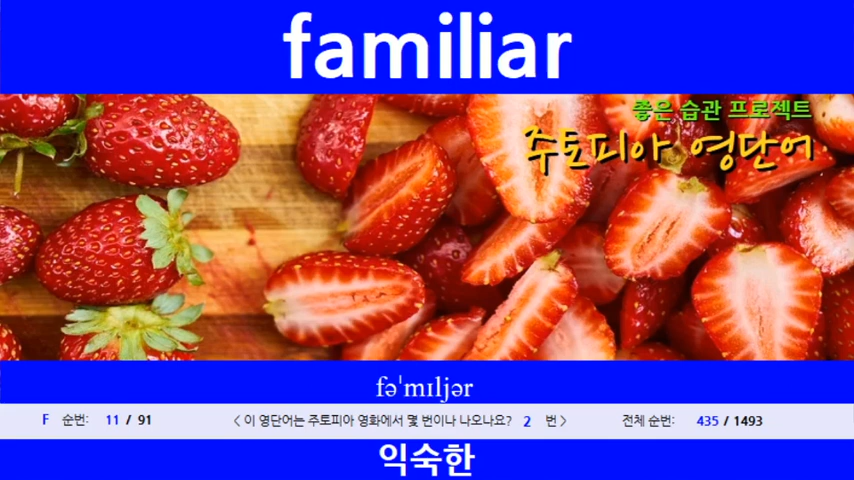 familiar
좋은 습관 프로젝트
주토피아 영단어
fəˈmɪljər
F 순번: 11 / 91 < 이 영단어는 주토피아 영화에서 몇 번이나 나오나요? 2 번 > 전체 순번: 435 / 1493
익숙한